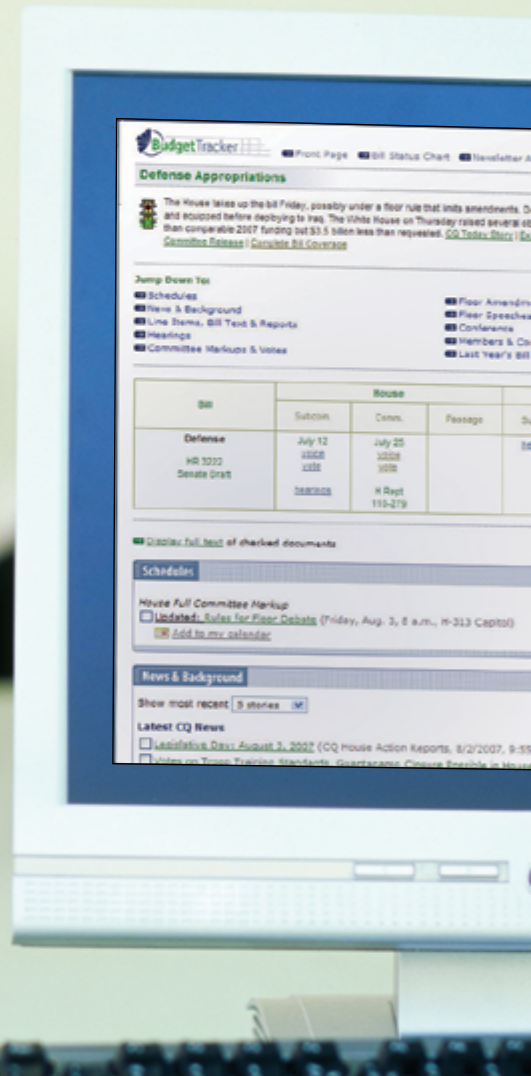 BudgetTracker Front Page Bill Status Chart Newsletter A
Defense Appropriations
The House takes up the bill Friday, possibly under a floor rule that limits amendments. D
and equipped before deploying to Iraq. The White House on Thursday raised several ob
than comparable 2007 funding but $3.5 billion less than requested. CQ Today Story | Ex
Committee Release | Complete Bill Coverage
Jump Down To:
Schedules
News & Background
Line Items, Bill Text & Reports
Hearings
Committee Markups & Votes
Floor Amendme
Floor Speeches
Conference
Members & Co
Last Year's Bill
Bill House
Subcom. Comm. Passage Su
Defense July 12 July 25
HR 3222 voice voice
Senate Draft vote vote
hearings H Rept
110-279
Display full text of checked documents
Schedules
House Full Committee Markup
Updated: Rules for Floor Debate (Friday, Aug. 3, 8 a.m., H-313 Capitol)
Add to my calendar
News & Background
Show most recent 5 stories
Latest CQ News
Legislative Day: August 3, 2007 (CQ House Action Reports, 8/2/2007, 9:55
Votes on Troop Training Standards, Guantanamo Closure Possible in House